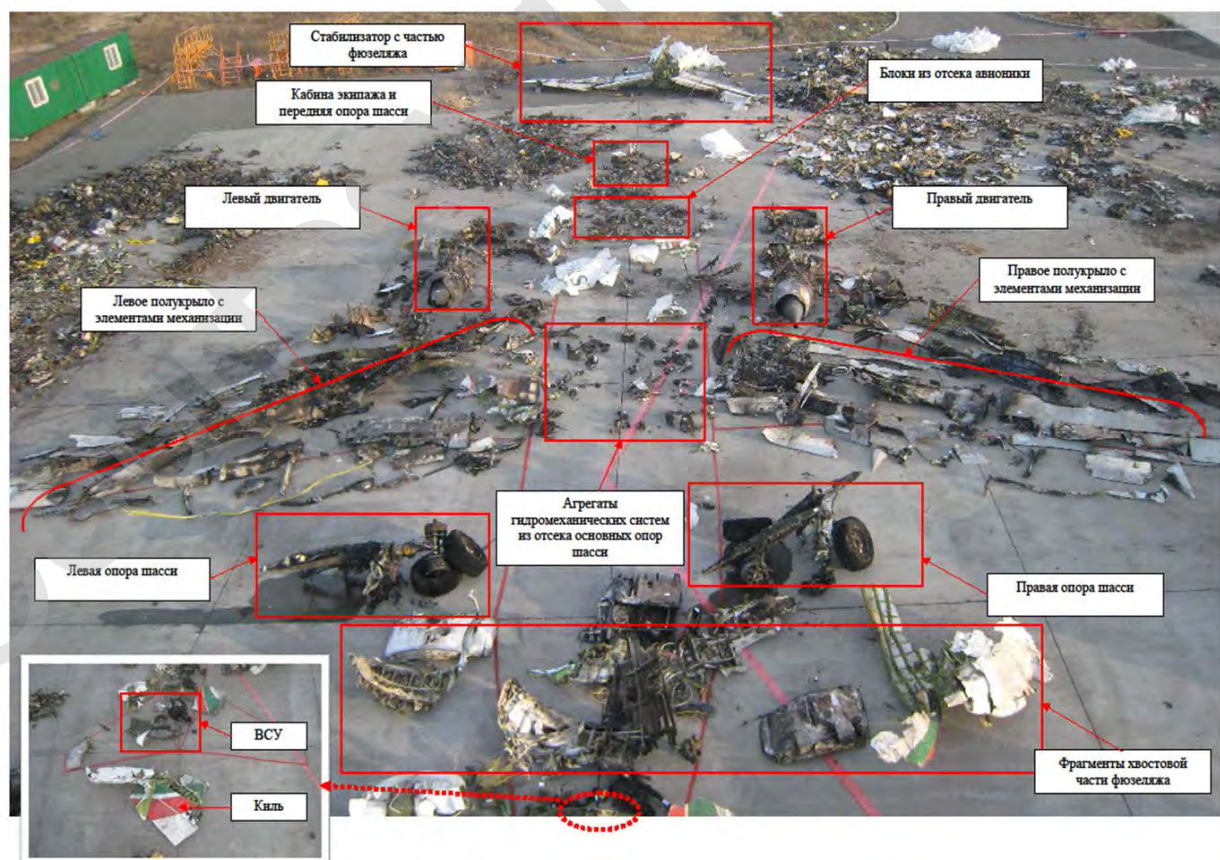 Стабилизатор с частью
фюзеляжа
Блоки из отсека авионики
Кабина экипажа и
передняя опора шасси
Левый двигатель
Правый двигатель
Правое полукрыло с
элементами механизации
Левое полукрыло с
элементами механизации
Агрегаты
гидромеханических систем
из отсека основных опор
шасси
Левая опора шасси
Правая опора шасси
ВСУ
Киль
Фрагменты хвостовой
части фюзеляжа